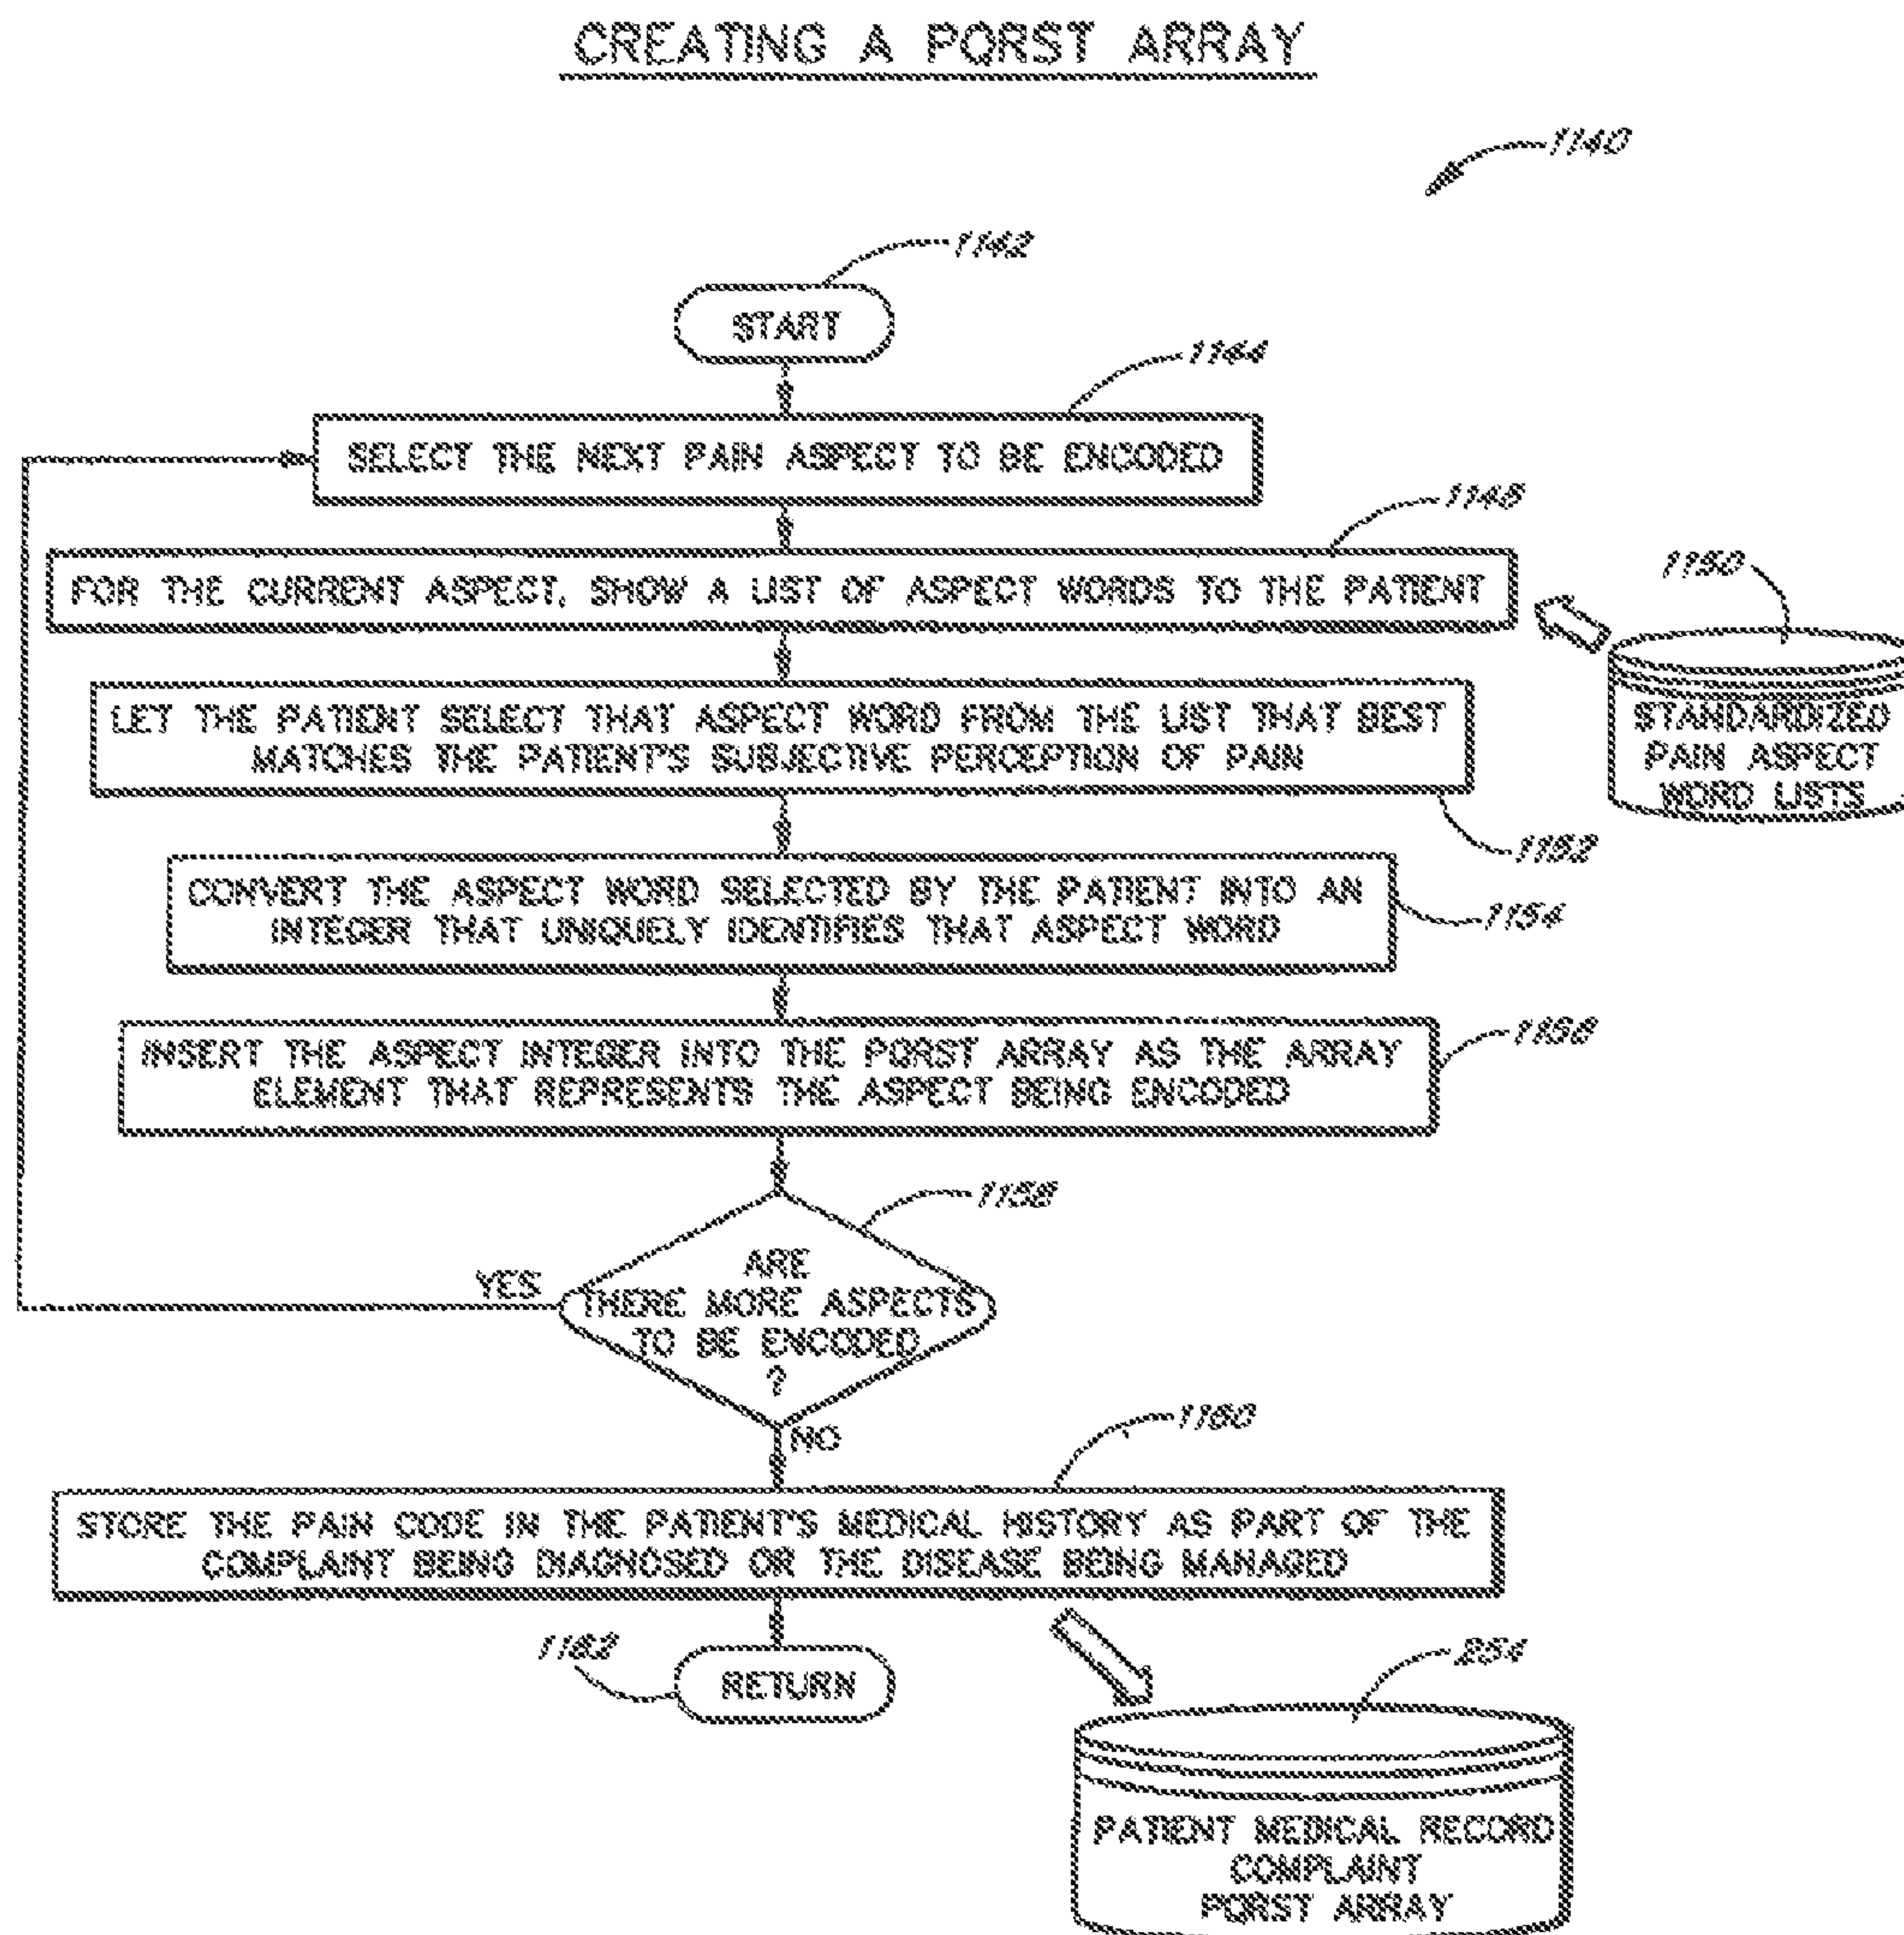 CREATING A PQRST ARRAY
1140
1142
START
1144
SELECT THE NEXT PAIN ASPECT TO BE ENCODED
1148
FOR THE CURRENT ASPECT, SHOW A LIST OF ASPECT WORDS TO THE PATIENT
1150
STANDARDIZED
PAIN ASPECT
WORD LISTS
LET THE PATIENT SELECT THAT ASPECT WORD FROM THE LIST THAT BEST
MATCHES THE PATIENT'S SUBJECTIVE PERCEPTION OF PAIN
1152
CONVERT THE ASPECT WORD SELECTED BY THE PATIENT INTO AN
INTEGER THAT UNIQUELY IDENTIFIES THAT ASPECT WORD
1154
INSERT THE ASPECT INTEGER INTO THE PQRST ARRAY AS THE ARRAY
ELEMENT THAT REPRESENTS THE ASPECT BEING ENCODED
1156
1158
ARE
THERE MORE ASPECTS
TO BE ENCODED
?
YES
NO
1160
STORE THE PAIN CODE IN THE PATIENT'S MEDICAL HISTORY AS PART OF THE
COMPLAINT BEING DIAGNOSED OR THE DISEASE BEING MANAGED
1162
RETURN
254
PATIENT MEDICAL RECORD
COMPLAINT
PQRST ARRAY